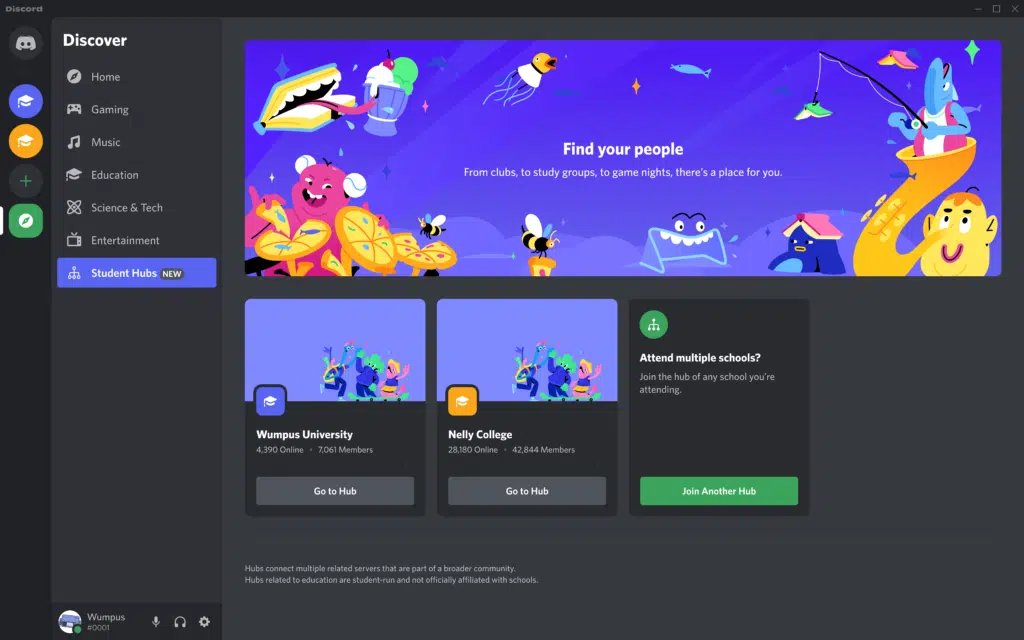 Discord
Discover
Home
Gaming
Music
Education
Science & Tech
Entertainment
Student Hubs NEW
Find your people
From clubs, to study groups, to game nights, there's a place for you.
Wumpus University
4,390 Online • 7,061 Members
Go to Hub
Nelly College
28,180 Online • 42,844 Members
Go to Hub
Attend multiple schools?
Join the hub of any school you're
attending.
Join Another Hub
Hubs connect multiple related servers that are part of a broader community.
Hubs related to education are student-run and not officially affiliated with schools.
Wumpus
#0001